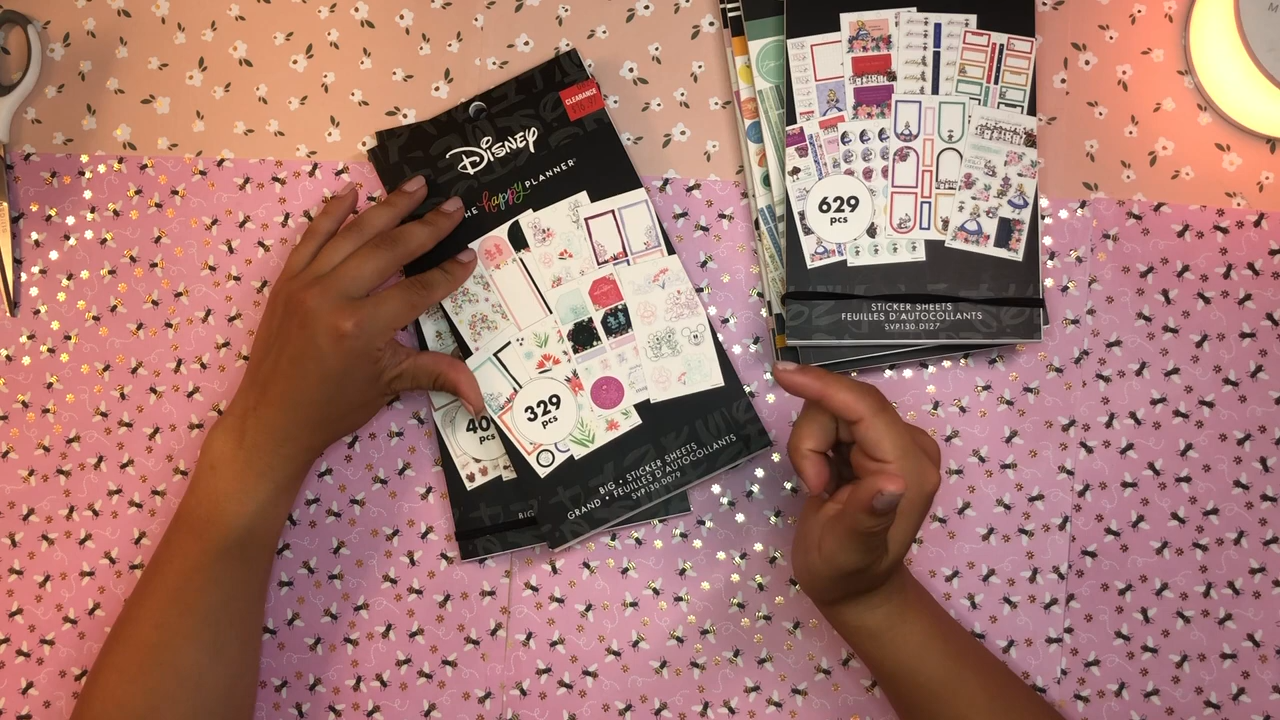 CLEARANCE
DISNEY
THE happy PLANNER®
40
pcs
329
pcs
BIG
BIG • STICKER SHEETS
GRAND • FEUILLES D'AUTOCOLLANTS
SVP130-D079
629
pcs
STICKER SHEETS
FEUILLES D'AUTOCOLLANTS
SVP130-D127
M